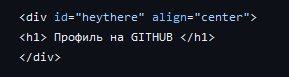 <div id="heythere" align="center">
<h1> Профиль на GITHUB </h1>
</div>